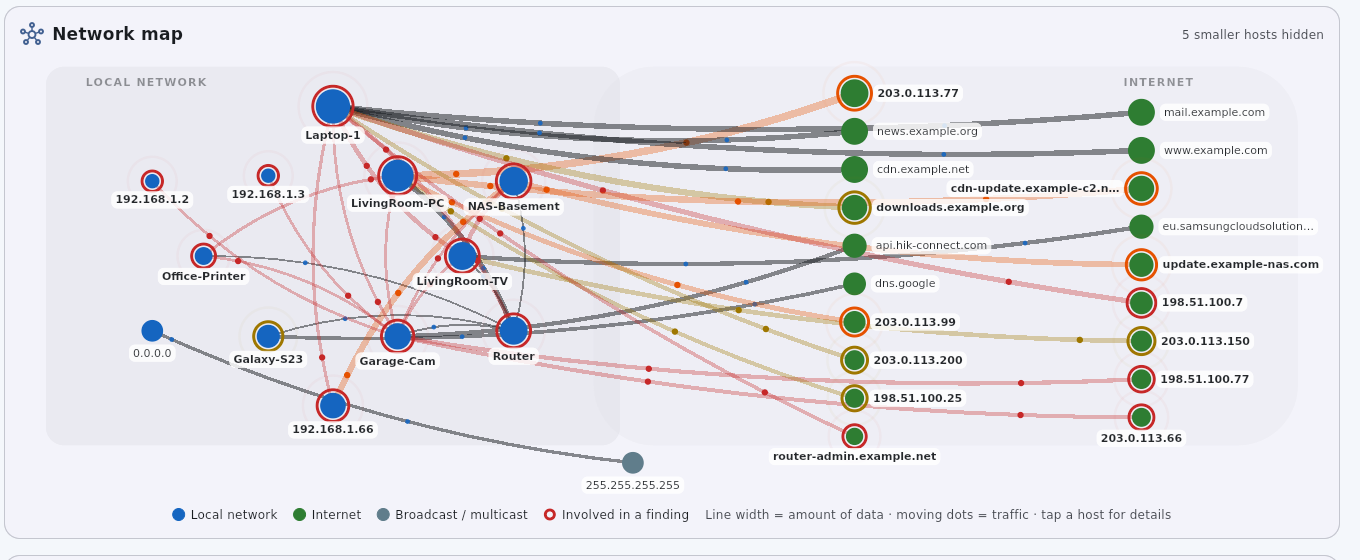 Network map
5 smaller hosts hidden
LOCAL NETWORK
INTERNET
Laptop-1
203.0.113.77
mail.example.com
news.example.org
www.example.com
cdn.example.net
192.168.1.2
192.168.1.3
LivingRoom-PC
NAS-Basement
cdn-update.example-c2.n...
downloads.example.org
eu.samsungcloudsolution...
api.hik-connect.com
Office-Printer
LivingRoom-TV
update.example-nas.com
dns.google
198.51.100.7
203.0.113.99
203.0.113.150
0.0.0.0
Galaxy-S23
Garage-Cam
Router
203.0.113.200
198.51.100.77
198.51.100.25
192.168.1.66
203.0.113.66
router-admin.example.net
255.255.255.255
Local network
Internet
Broadcast / multicast
Involved in a finding
Line width = amount of data · moving dots = traffic · tap a host for details